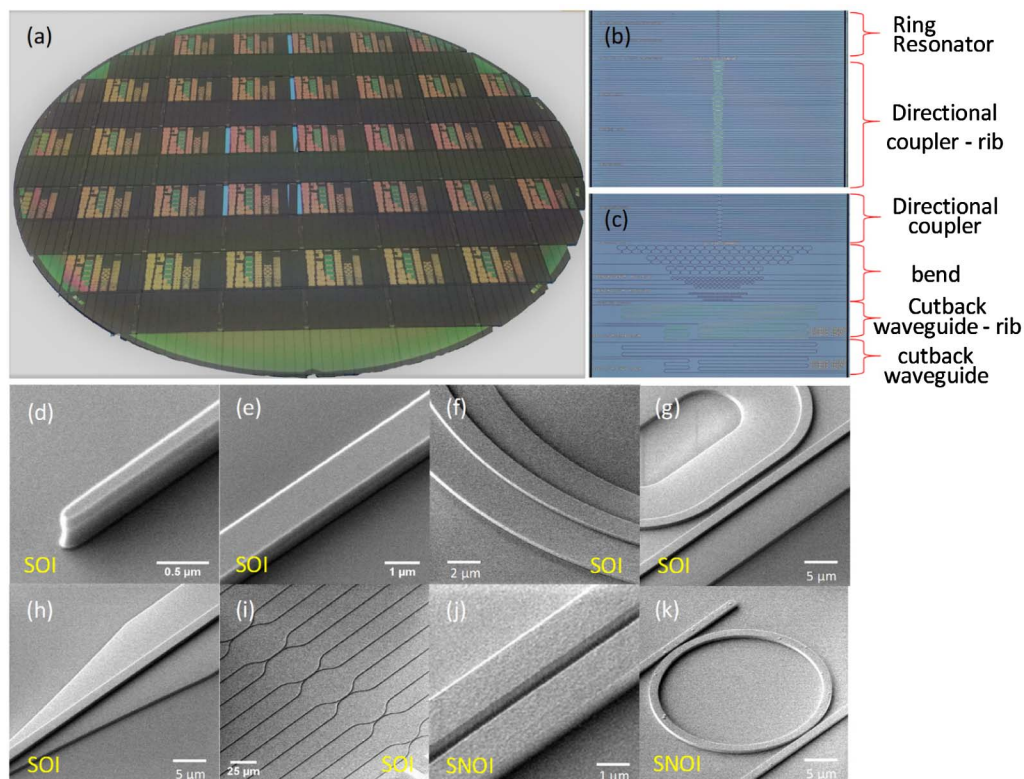 (a)
(b)
Ring
Resonator
Directional
coupler - rib
(c)
Directional
coupler
bend
Cutback
waveguide - rib
cutback
waveguide
(d)
SOI
0.5 μm
(e)
SOI
1 μm
(f)
2 μm
SOI
(g)
SOI
5 μm
(h)
SOI
5 μm
(i)
25 μm
SOI
(j)
SNOI
1 μm
(k)
SNOI
5 μm